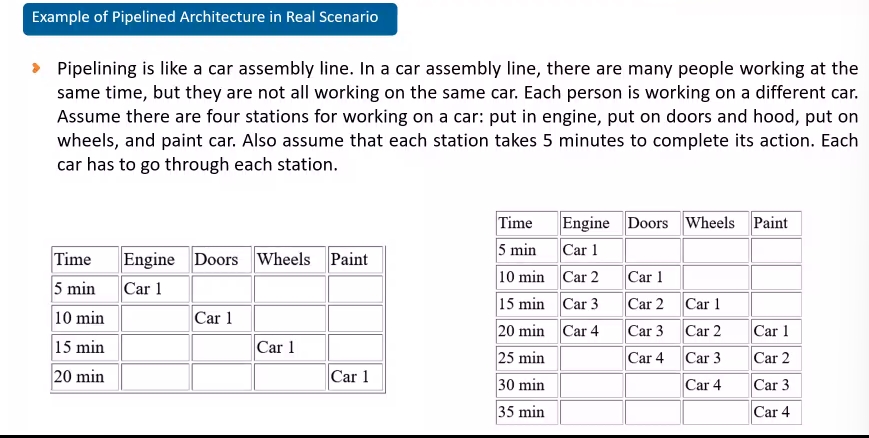 Example of Pipelined Architecture in Real Scenario
Pipelining is like a car assembly line. In a car assembly line, there are many people working at the
same time, but they are not all working on the same car. Each person is working on a different car.
Assume there are four stations for working on a car: put in engine, put on doors and hood, put on
wheels, and paint car. Also assume that each station takes 5 minutes to complete its action. Each
car has to go through each station.
Time Engine Doors Wheels Paint
5 min Car 1
10 min Car 1
15 min Car 1
20 min Car 1
Time Engine Doors Wheels Paint
5 min Car 1
10 min Car 2 Car 1
15 min Car 3 Car 2 Car 1
20 min Car 4 Car 3 Car 2 Car 1
25 min Car 4 Car 3 Car 2
30 min Car 4 Car 3
35 min Car 4